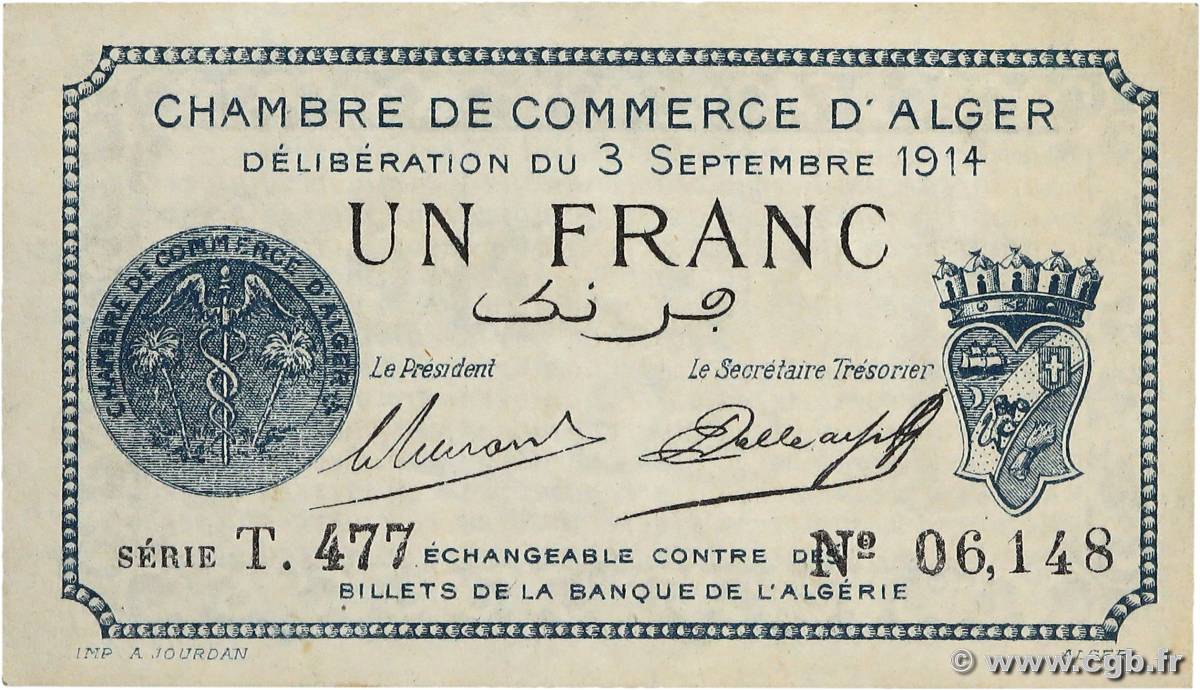 CHAMBRE DE COMMERCE D'ALGER
DÉLIBÉRATION DU 3 SEPTEMBRE 1914
UN FRANC
فرنك
CHAMBRE DE COMMERCE D'ALGER
Le Président
Le Secrétaire Trésorier
SÉRIE T. 477
ÉCHANGEABLE CONTRE DES
BILLETS DE LA BANQUE DE L'ALGÉRIE
Nº 06,148
IMP A JOURDAN
ALGER
© www.cgb.fr